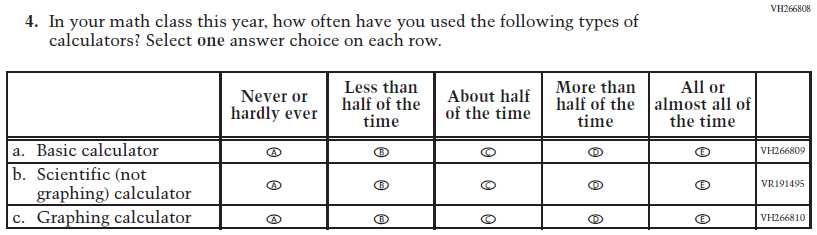 VH266808
4. In your math class this year, how often have you used the following types of
calculators? Select one answer choice on each row.
Never or hardly ever
Less than half of the time
About half of the time
More than half of the time
All or almost all of the time
a. Basic calculator A B C D E VH266809
b. Scientific (not
graphing) calculator A B C D E VR191495
c. Graphing calculator A B C D E VH266810